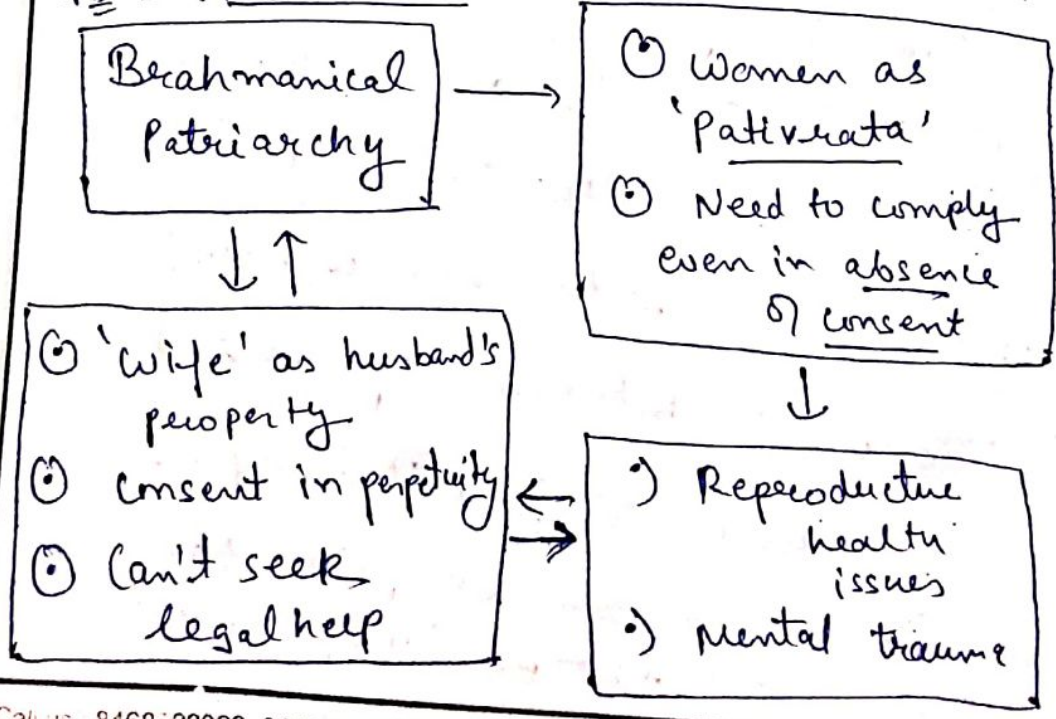 Brahmanical
Patriarchy
⊙ Women as
'Pativrata'
⊙ Need to comply
even in absence
of consent
⊙ 'wife' as husband's
property
⊙ consent in perpetuity
⊙ Can't seek
legal help
•) Reproductive
health
issues
•) Mental trauma